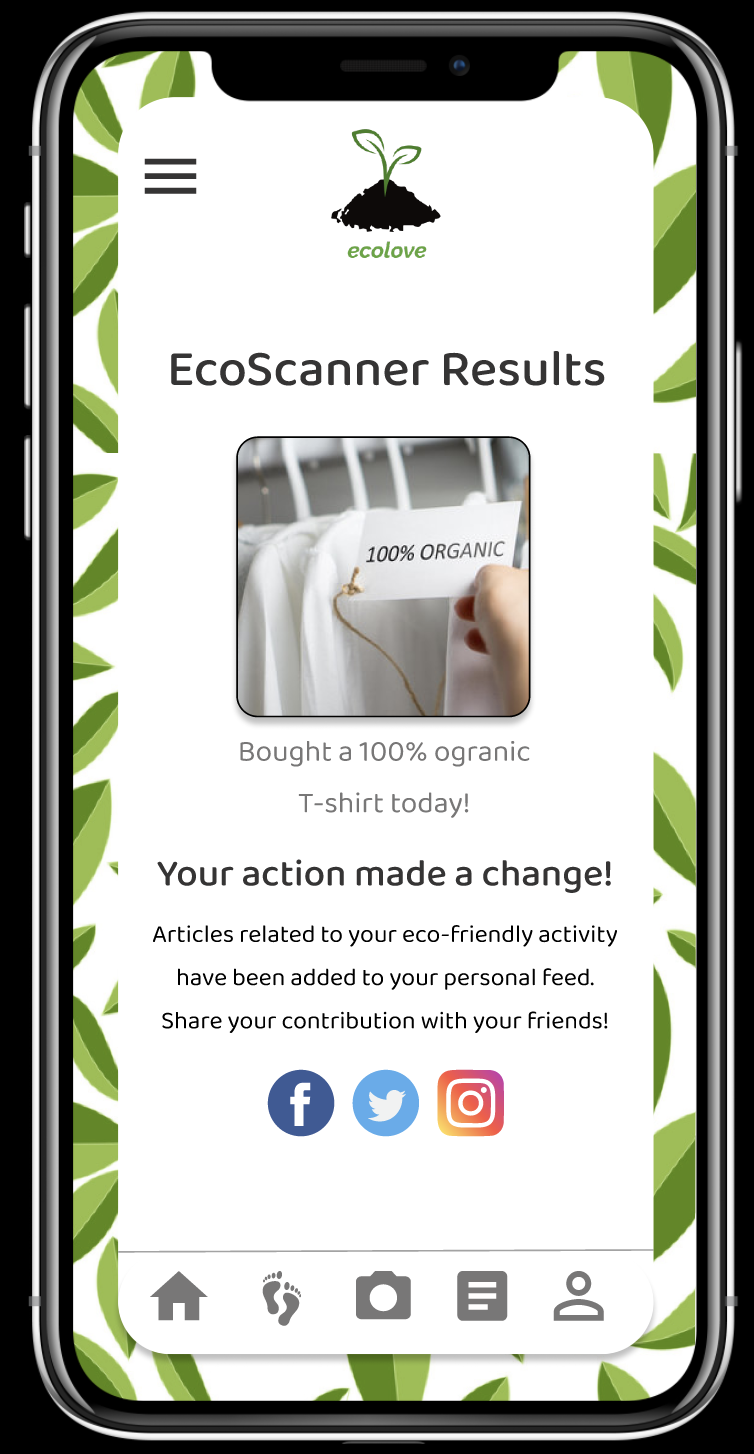 ecolove
EcoScanner Results
100% ORGANIC
Bought a 100% ogranic
T-shirt today!
Your action made a change!
Articles related to your eco-friendly activity
have been added to your personal feed.
Share your contribution with your friends!